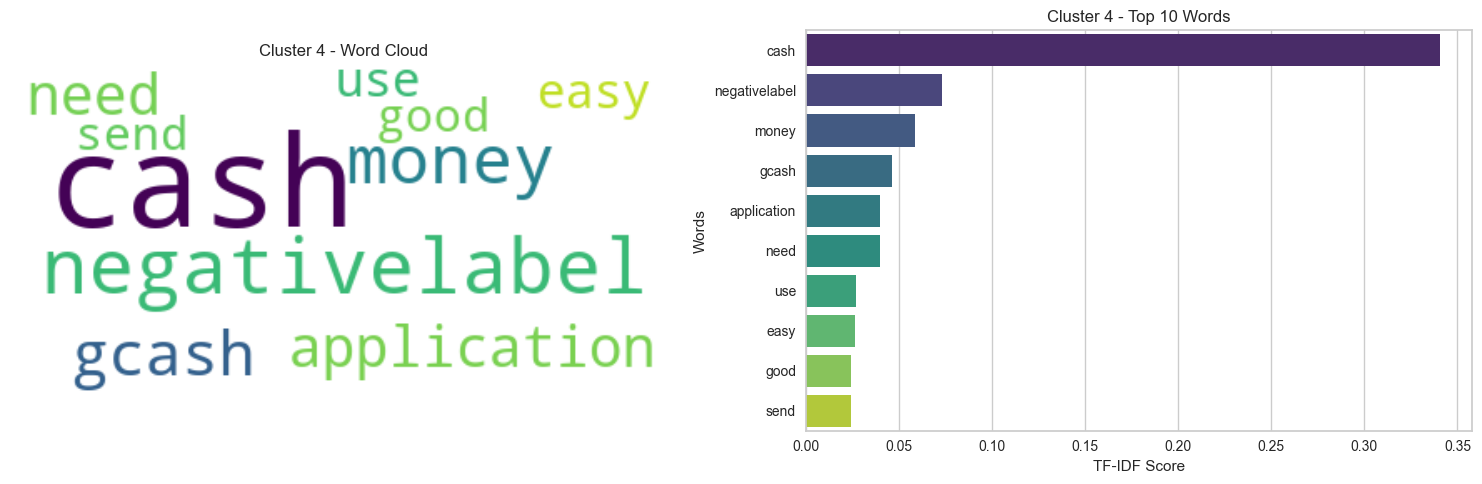 Cluster 4 - Word Cloud
need
use
easy
send
good
cash
money
negativelabel
gcash
application
Cluster 4 - Top 10 Words
Words
cash
negativelabel
money
gcash
application
need
use
easy
good
send
0.00 0.05 0.10 0.15 0.20 0.25 0.30 0.35
TF-IDF Score